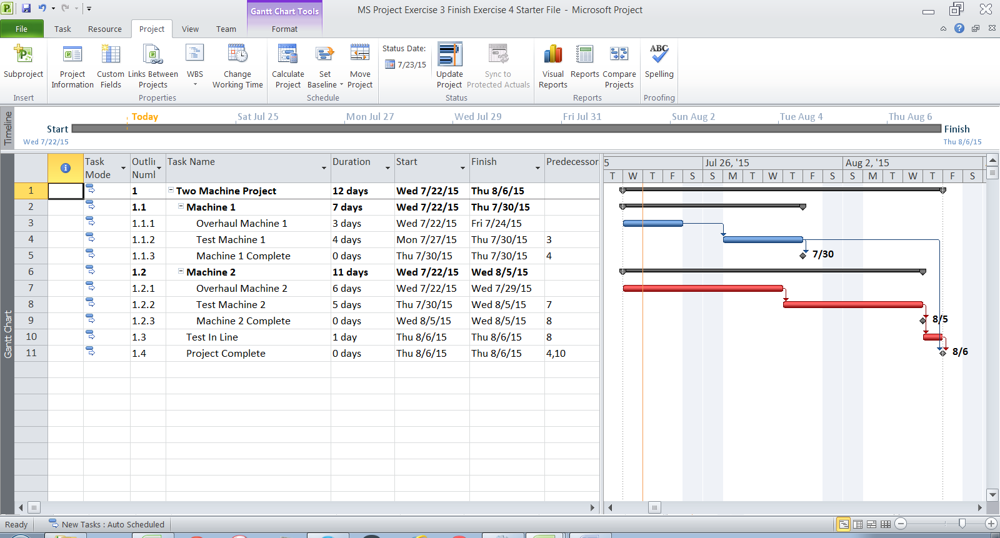 Gantt Chart Tools
MS Project Exercise 3 Finish Exercise 4 Starter File - Microsoft Project
File Task Resource Project View Team Format
Subproject
Insert
Project Information
Custom Fields
Links Between Projects
WBS
Change Working Time
Properties
Calculate Project
Set Baseline
Move Project
Schedule
Status Date:
7/23/15
Update Project
Sync to Protected Actuals
Status
Visual Reports
Reports
Compare Projects
Reports
ABC
Spelling
Proofing
Timeline
Today Sat Jul 25 Mon Jul 27 Wed Jul 29 Fri Jul 31 Sun Aug 2 Tue Aug 4 Thu Aug 6
Start Finish
Wed 7/22/15 Thu 8/6/15
Gantt Chart
Task Mode Outli Numl Task Name Duration Start Finish Predecessor
5 Jul 26, '15 Aug 2, '15
T W T F S S M T W T F S S M T W T F S
1 1 Two Machine Project 12 days Wed 7/22/15 Thu 8/6/15
2 1.1 Machine 1 7 days Wed 7/22/15 Thu 7/30/15
3 1.1.1 Overhaul Machine 1 3 days Wed 7/22/15 Fri 7/24/15
4 1.1.2 Test Machine 1 4 days Mon 7/27/15 Thu 7/30/15 3
5 1.1.3 Machine 1 Complete 0 days Thu 7/30/15 Thu 7/30/15 4 7/30
6 1.2 Machine 2 11 days Wed 7/22/15 Wed 8/5/15
7 1.2.1 Overhaul Machine 2 6 days Wed 7/22/15 Wed 7/29/15
8 1.2.2 Test Machine 2 5 days Thu 7/30/15 Wed 8/5/15 7
9 1.2.3 Machine 2 Complete 0 days Wed 8/5/15 Wed 8/5/15 8 8/5
10 1.3 Test In Line 1 day Thu 8/6/15 Thu 8/6/15 8
11 1.4 Project Complete 0 days Thu 8/6/15 Thu 8/6/15 4,10 8/6
Ready New Tasks : Auto Scheduled